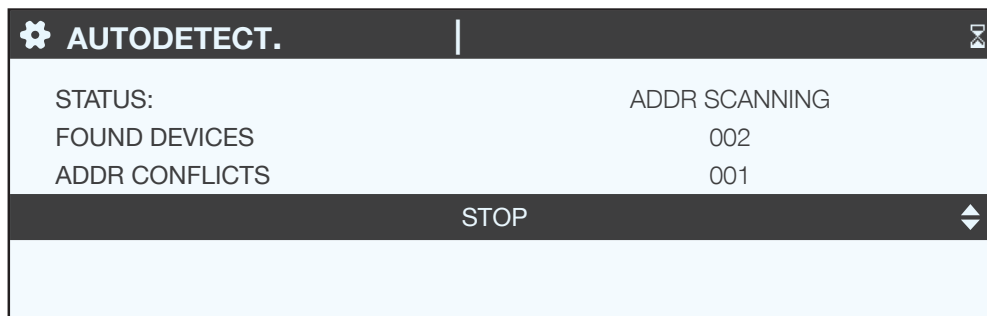 AUTODETECT.
STATUS: ADDR SCANNING
FOUND DEVICES 002
ADDR CONFLICTS 001
STOP